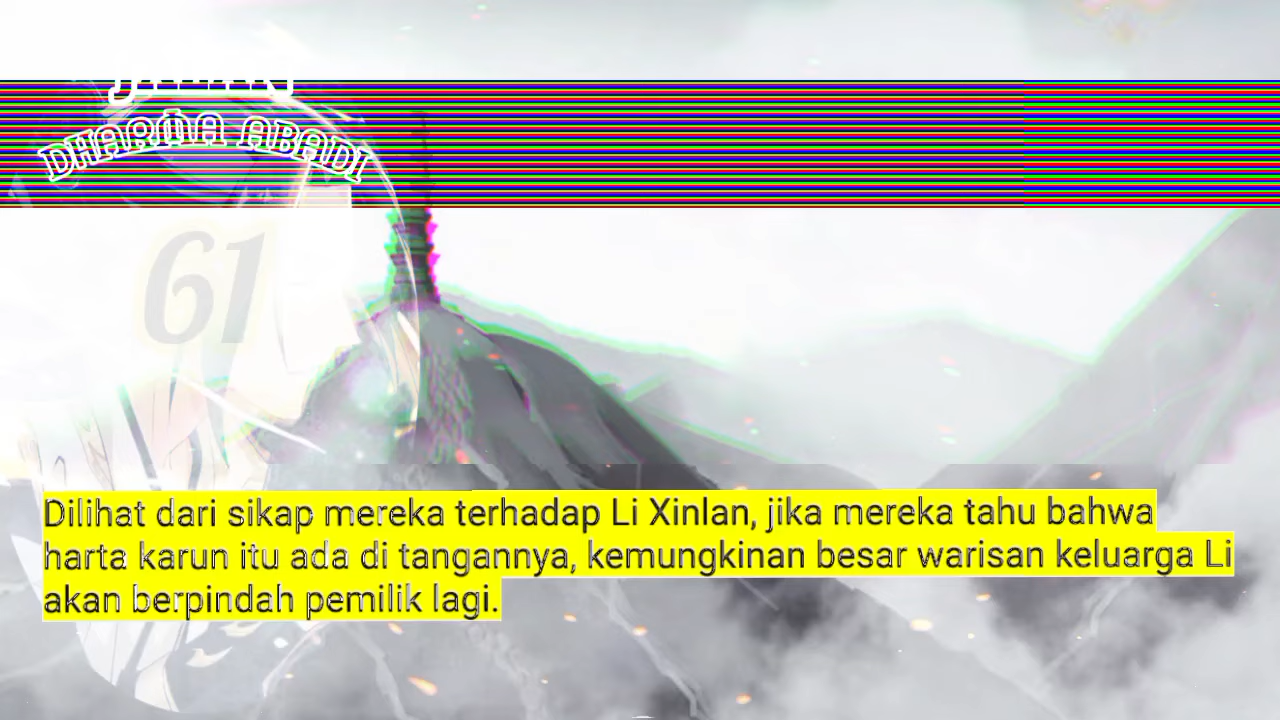 DHARMA ABADI
61
Dilihat dari sikap mereka terhadap Li Xinlan, jika mereka tahu bahwa
harta karun itu ada di tangannya, kemungkinan besar warisan keluarga Li
akan berpindah pemilik lagi.